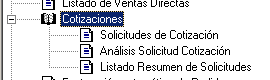 Listado de Ventas Directas
Cotizaciones
Solicitudes de Cotización
Análisis Solicitud Cotización
Listado Resumen de Solicitudes